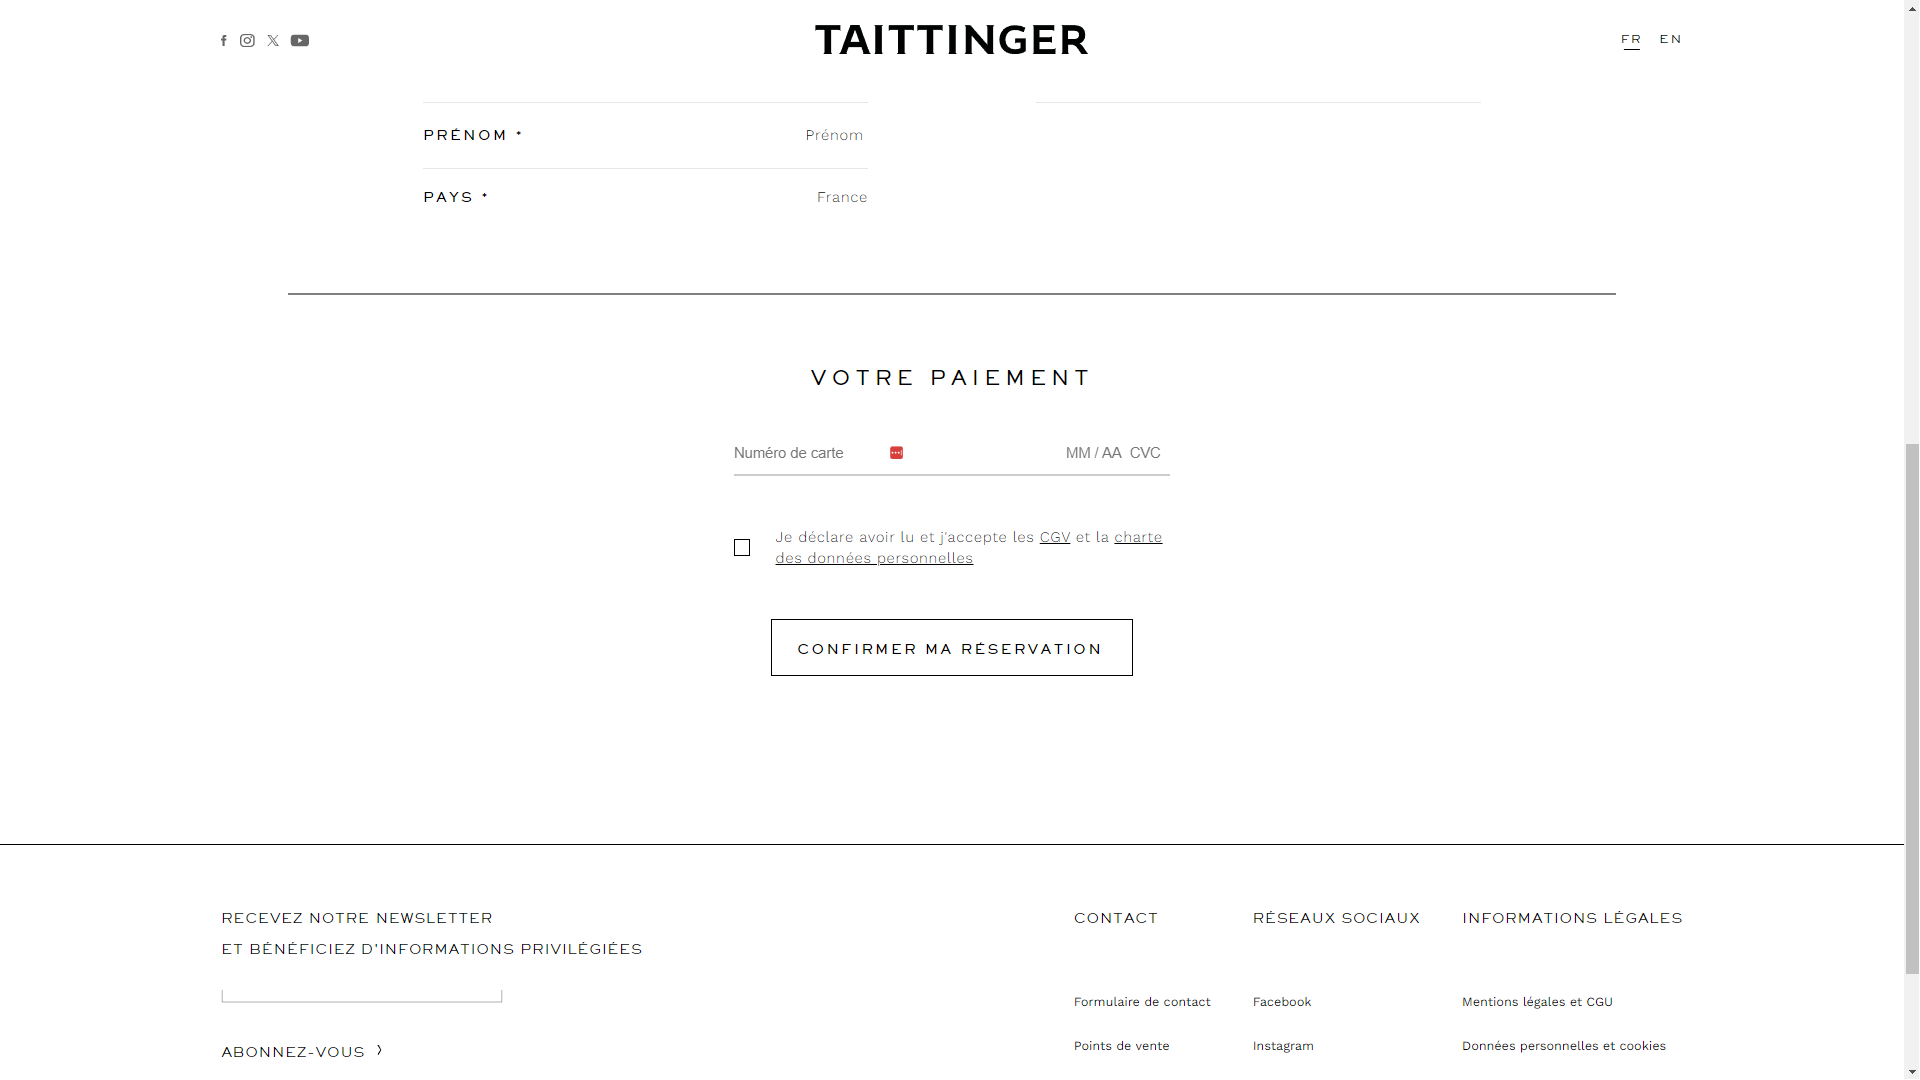 TAITTINGER
FR EN
PRÉNOM * Prénom
PAYS * France
VOTRE PAIEMENT
Numéro de carte MM / AA CVC
Je déclare avoir lu et j'accepte les CGV et la charte
des données personnelles
CONFIRMER MA RÉSERVATION
RECEVEZ NOTRE NEWSLETTER
ET BÉNÉFICIEZ D'INFORMATIONS PRIVILÉGIÉES
ABONNEZ-VOUS
CONTACT
Formulaire de contact
Points de vente
RÉSEAUX SOCIAUX
Facebook
Instagram
INFORMATIONS LÉGALES
Mentions légales et CGU
Données personnelles et cookies